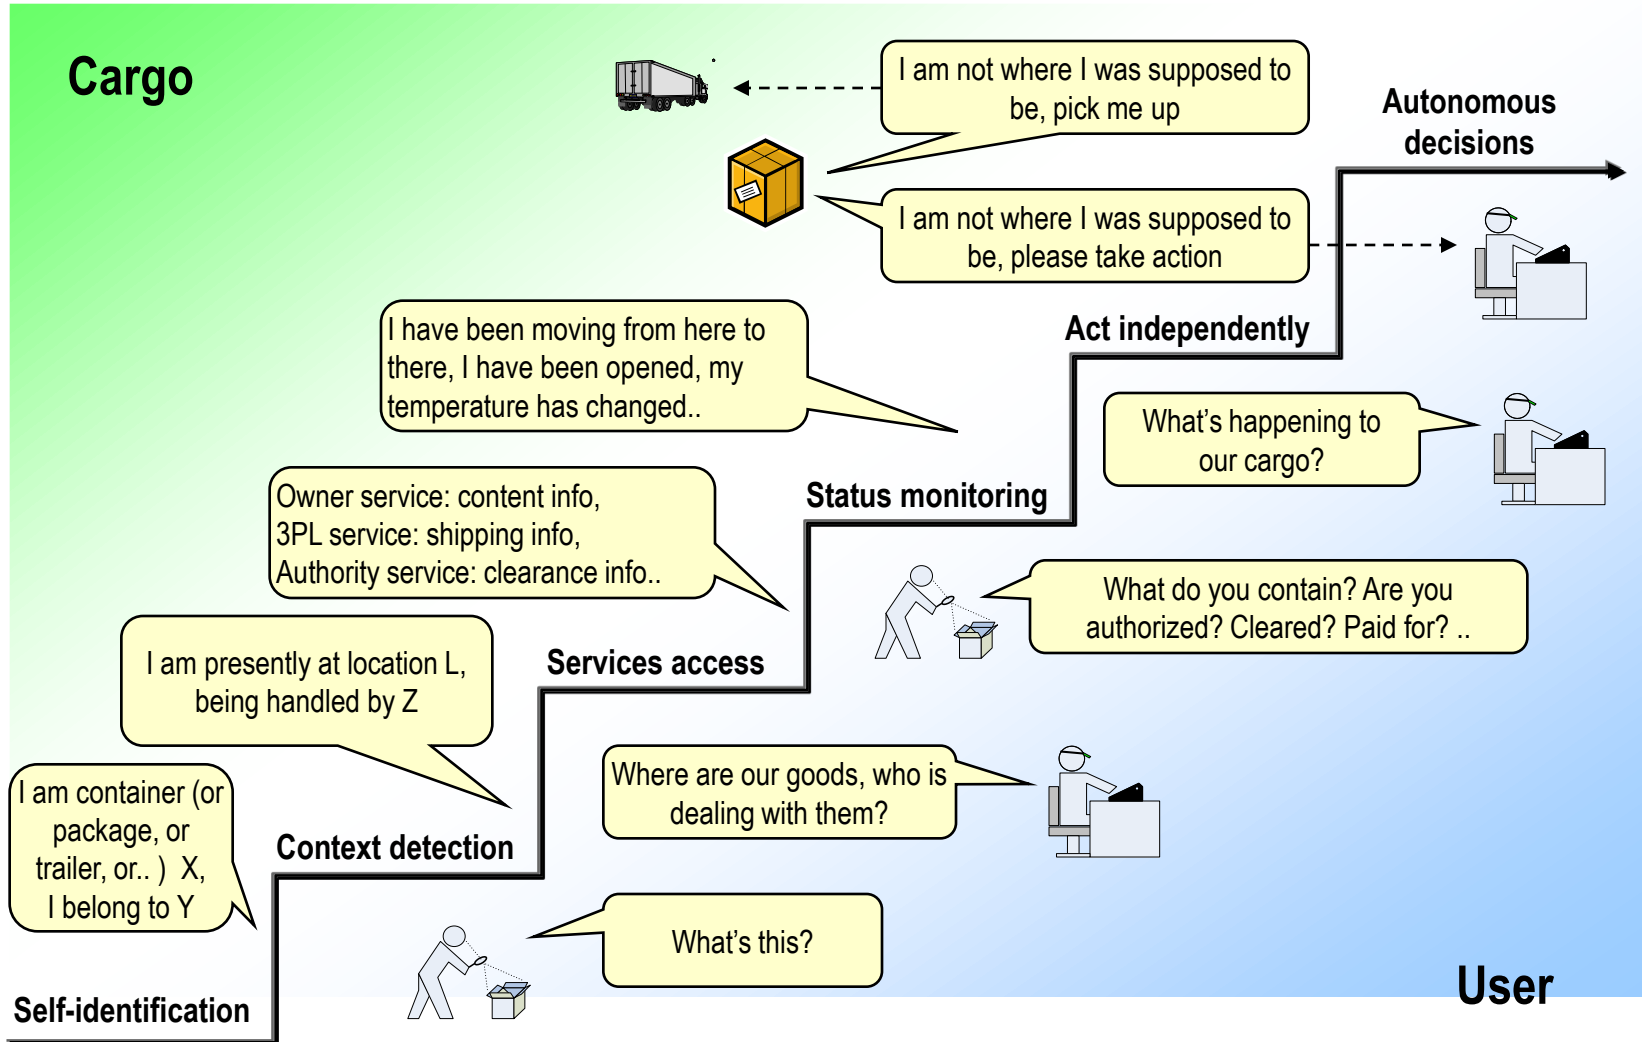 Cargo
I am not where I was supposed to
be, pick me up
Autonomous
decisions
I am not where I was supposed to
be, please take action
I have been moving from here to
there, I have been opened, my
temperature has changed..
Act independently
What's happening to
our cargo?
Owner service: content info,
3PL service: shipping info,
Authority service: clearance info..
Status monitoring
What do you contain? Are you
authorized? Cleared? Paid for? ..
I am presently at location L,
being handled by Z
Services access
Where are our goods, who is
dealing with them?
I am container (or
package, or
trailer, or.. ) X,
I belong to Y
Context detection
What's this?
Self-identification
User